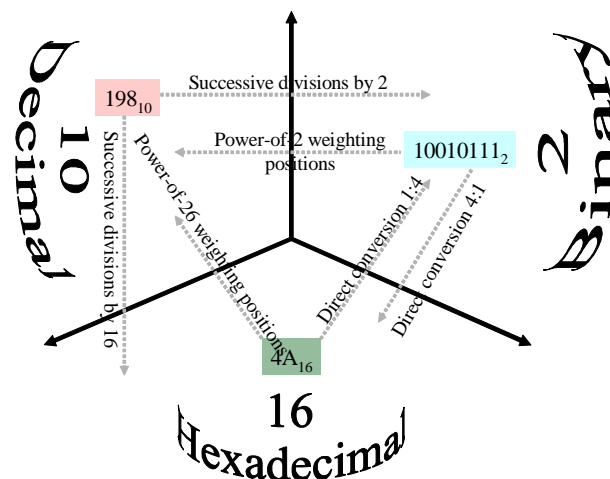 Decimal
10
198₁₀
Successive divisions by 2
Binary
2
Power-of-2 weighting
positions
10010111₂
Successive divisions by 16
Power-of-26 weighting positions
Direct conversion 1:4
Direct conversion 4:1
4A₁₆
16
Hexadecimal